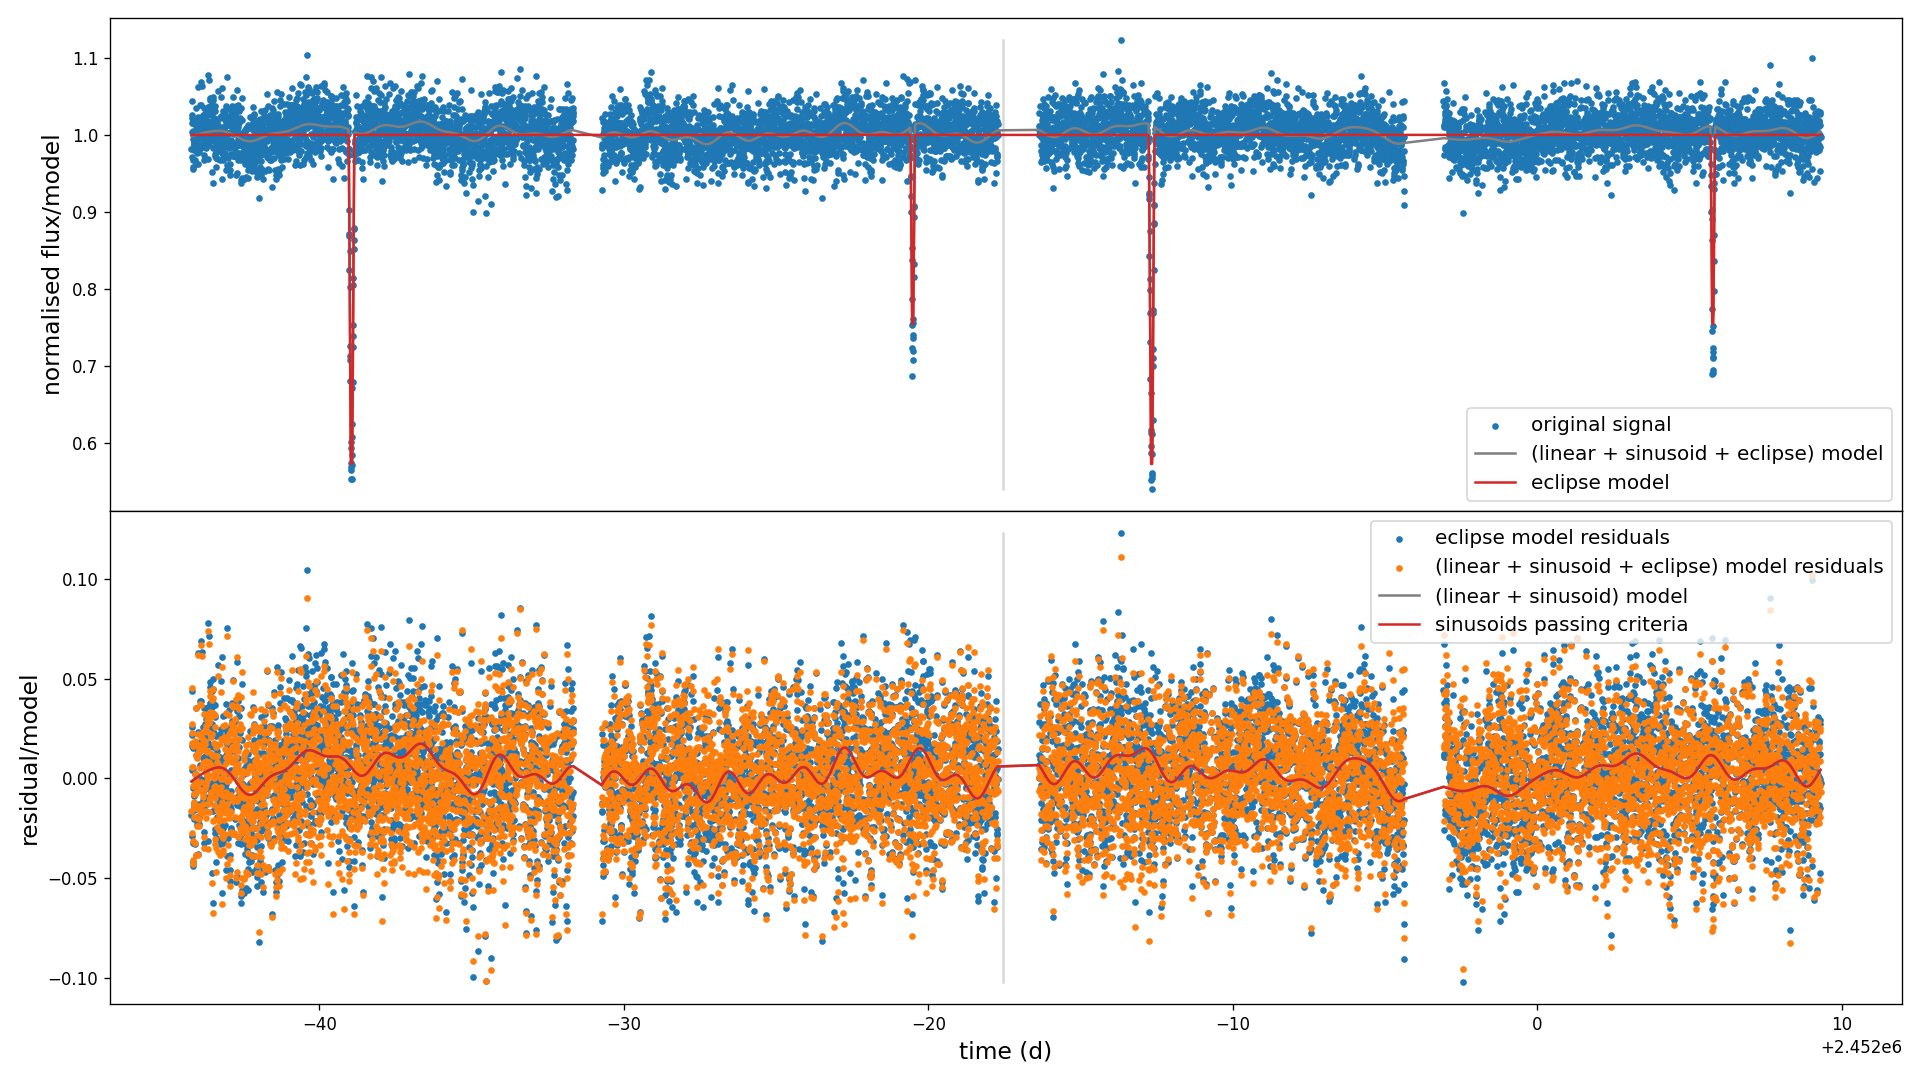 1.1
1.0
0.9
0.8
0.7
0.6
normalised flux/model
original signal
(linear + sinusoid + eclipse) model
eclipse model
0.10
0.05
0.00
−0.05
−0.10
residual/model
eclipse model residuals
(linear + sinusoid + eclipse) model residuals
(linear + sinusoid) model
sinusoids passing criteria
−40
−30
−20
−10
0
10
+2.452e6
time (d)